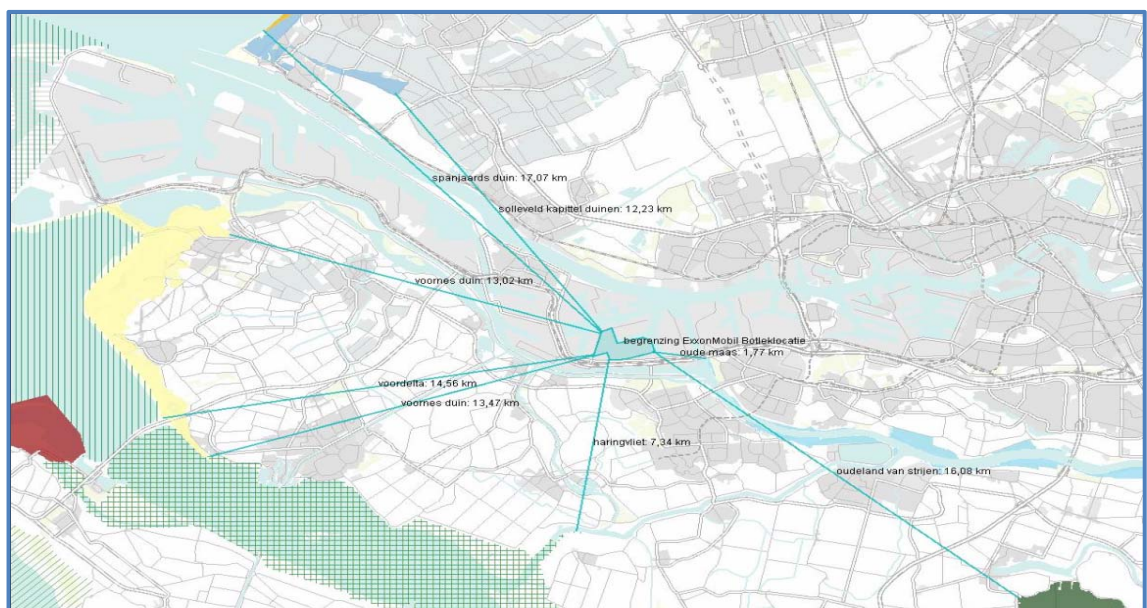 spanjaards duin: 17,07 km
solleveld kapittel duinen: 12,23 km
voornes duin: 13,02 km
begrenzing ExxonMobil Botleklocatie
oude maas: 1,77 km
voordelta: 14,56 km
voornes duin: 13,47 km
haringvliet: 7,34 km
oudeland van strijen: 16,08 km